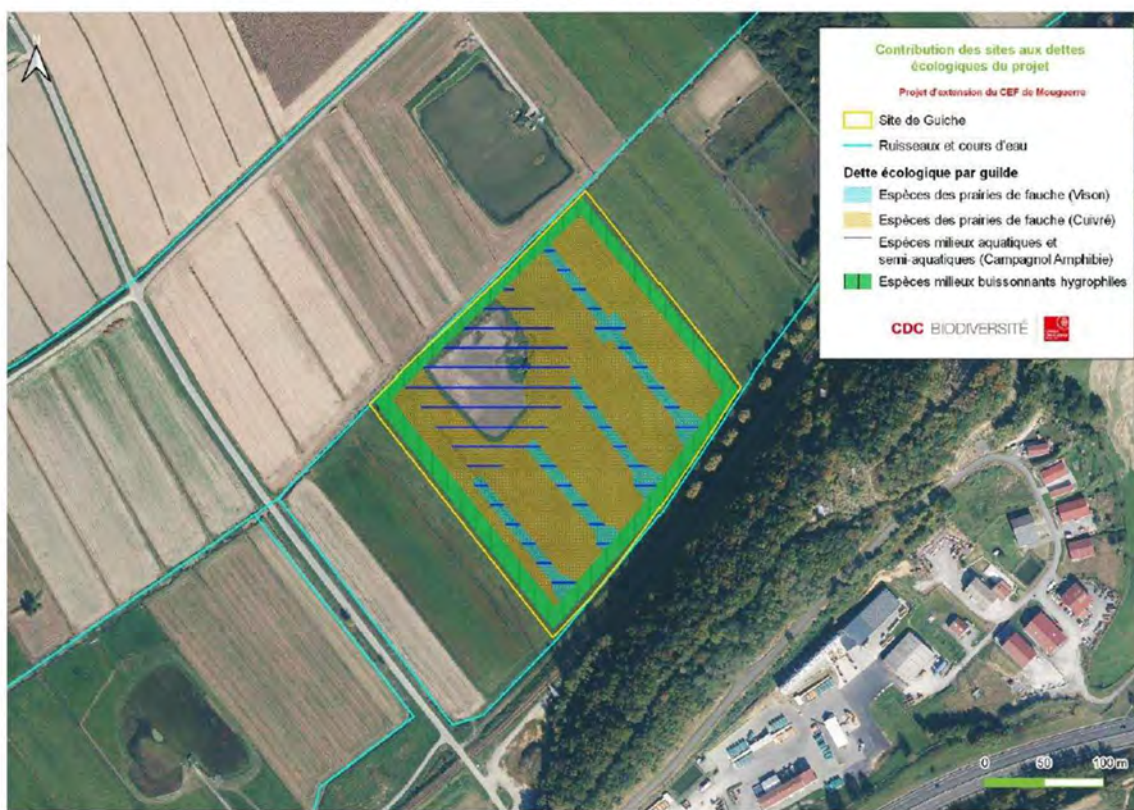 N
Contribution des sites aux dettes
écologiques du projet
Projet d'extension du CEF de Mouguerre
Site de Guiche
Ruisseaux et cours d'eau
Dette écologique par guilde
Espèces des prairies de fauche (Vison)
Espèces des prairies de fauche (Cuivré)
Espèces milieux aquatiques et
semi-aquatiques (Campagnol Amphibie)
Espèces milieux buissonnants hygrophiles
CDC BIODIVERSITÉ
0 50 100 m